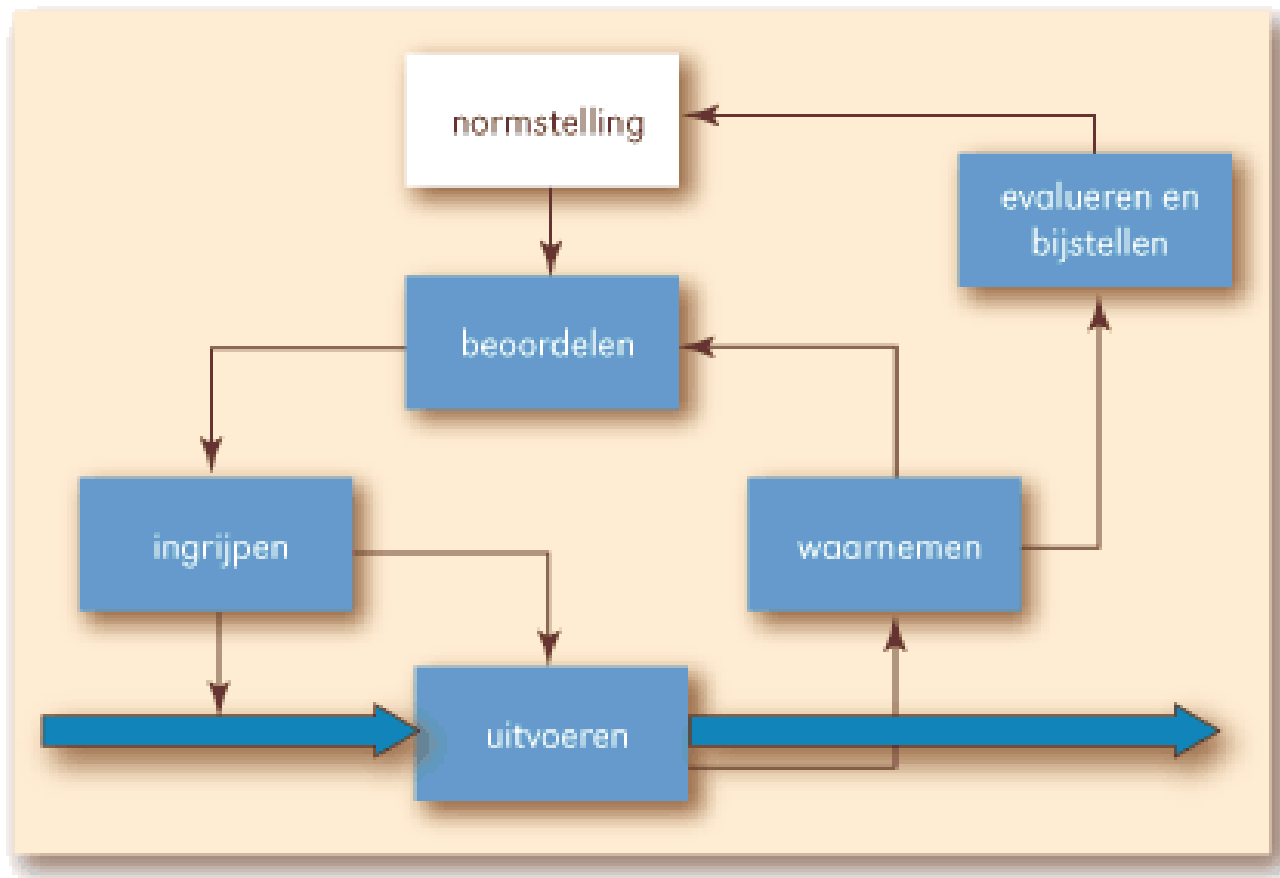 normstelling
evalueren en
bijstellen
beoordelen
ingrijpen
waarnemen
uitvoeren